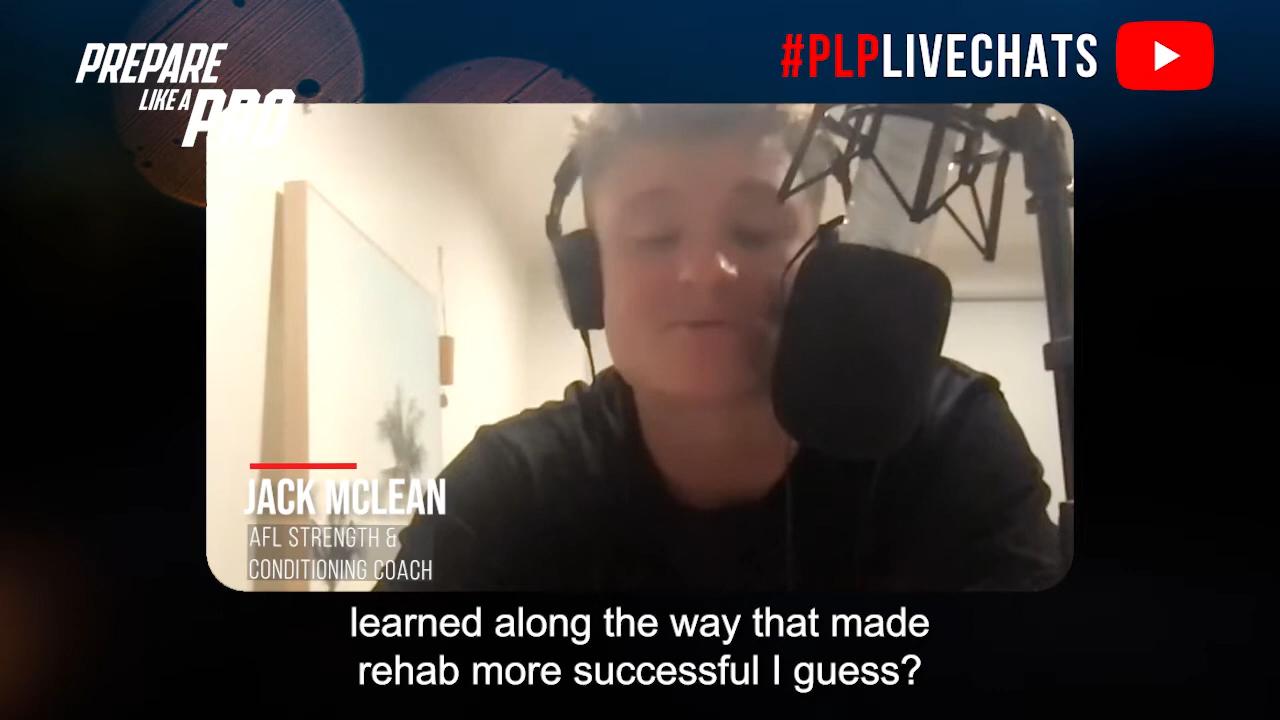 PREPARE
LIKE A
PRO
#PLPLIVECHATS
JACK MCLEAN
AFL STRENGTH &
CONDITIONING COACH
learned along the way that made
rehab more successful I guess?